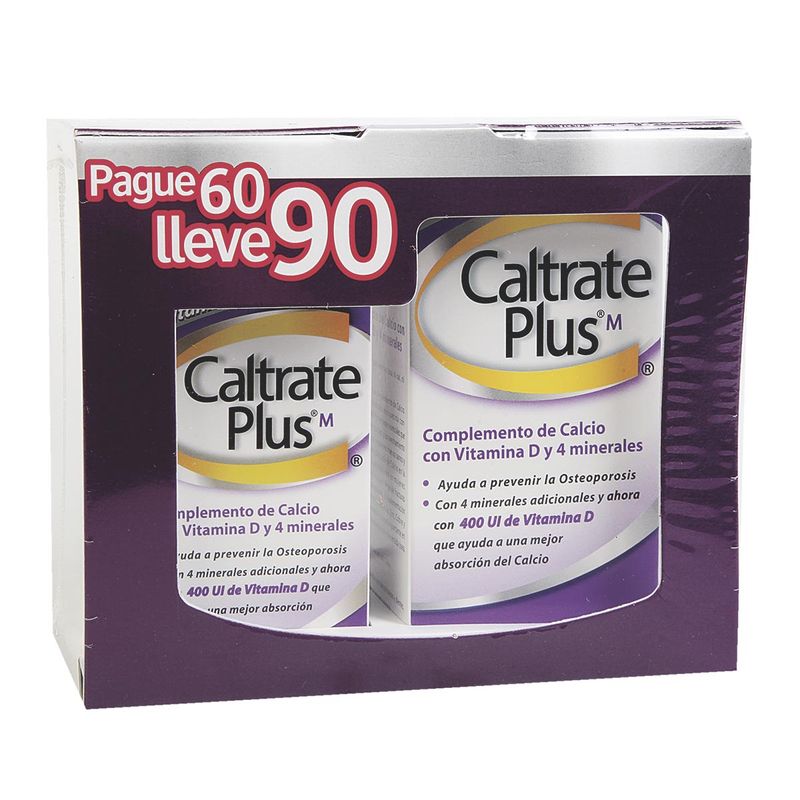 Pague 60
lleve 90
Caltrate
Plus® M
®
Complemento de Calcio
con Vitamina D y 4 minerales
• Ayuda a prevenir la Osteoporosis
• Con 4 minerales adicionales y ahora
con 400 UI de Vitamina D
que ayuda a una mejor
absorción del Calcio
Caltrate
Plus® M
®
mplemento de Calcio
Vitamina D y 4 minerales
yuda a prevenir la Osteoporosis
n 4 minerales adicionales y ahora
400 UI de Vitamina D que
una mejor absorción